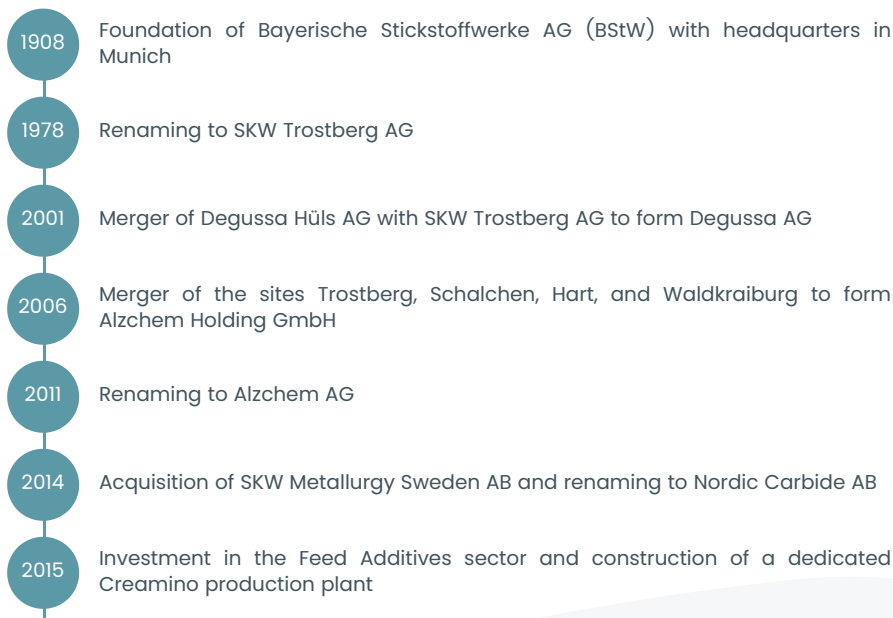 1908
Foundation of Bayerische Stickstoffwerke AG (BStW) with headquarters in
Munich
1978
Renaming to SKW Trostberg AG
2001
Merger of Degussa Hüls AG with SKW Trostberg AG to form Degussa AG
2006
Merger of the sites Trostberg, Schalchen, Hart, and Waldkraiburg to form
Alzchem Holding GmbH
2011
Renaming to Alzchem AG
2014
Acquisition of SKW Metallurgy Sweden AB and renaming to Nordic Carbide AB
2015
Investment in the Feed Additives sector and construction of a dedicated
Creamino production plant